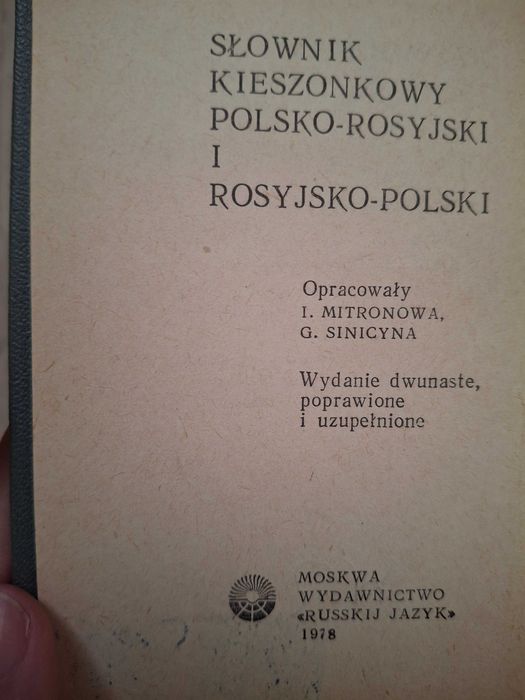 SŁOWNIK
KIESZONKOWY
POLSKO-ROSYJSKI
I
ROSYJSKO-POLSKI
Opracowały
I. MITRONOWA,
G. SINICYNA
Wydanie dwunaste,
poprawione
i uzupełnione
MOSKWA
WYDAWNICTWO
«RUSSKIJ JAZYK»
1978